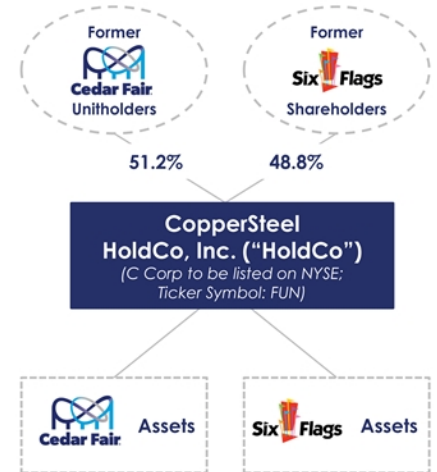 Former
Cedar Fair
Unitholders
Former
Six Flags
Shareholders
51.2%
48.8%
CopperSteel
HoldCo, Inc. (“HoldCo”)
(C Corp to be listed on NYSE;
Ticker Symbol: FUN)
Cedar Fair
Assets
Six Flags
Assets